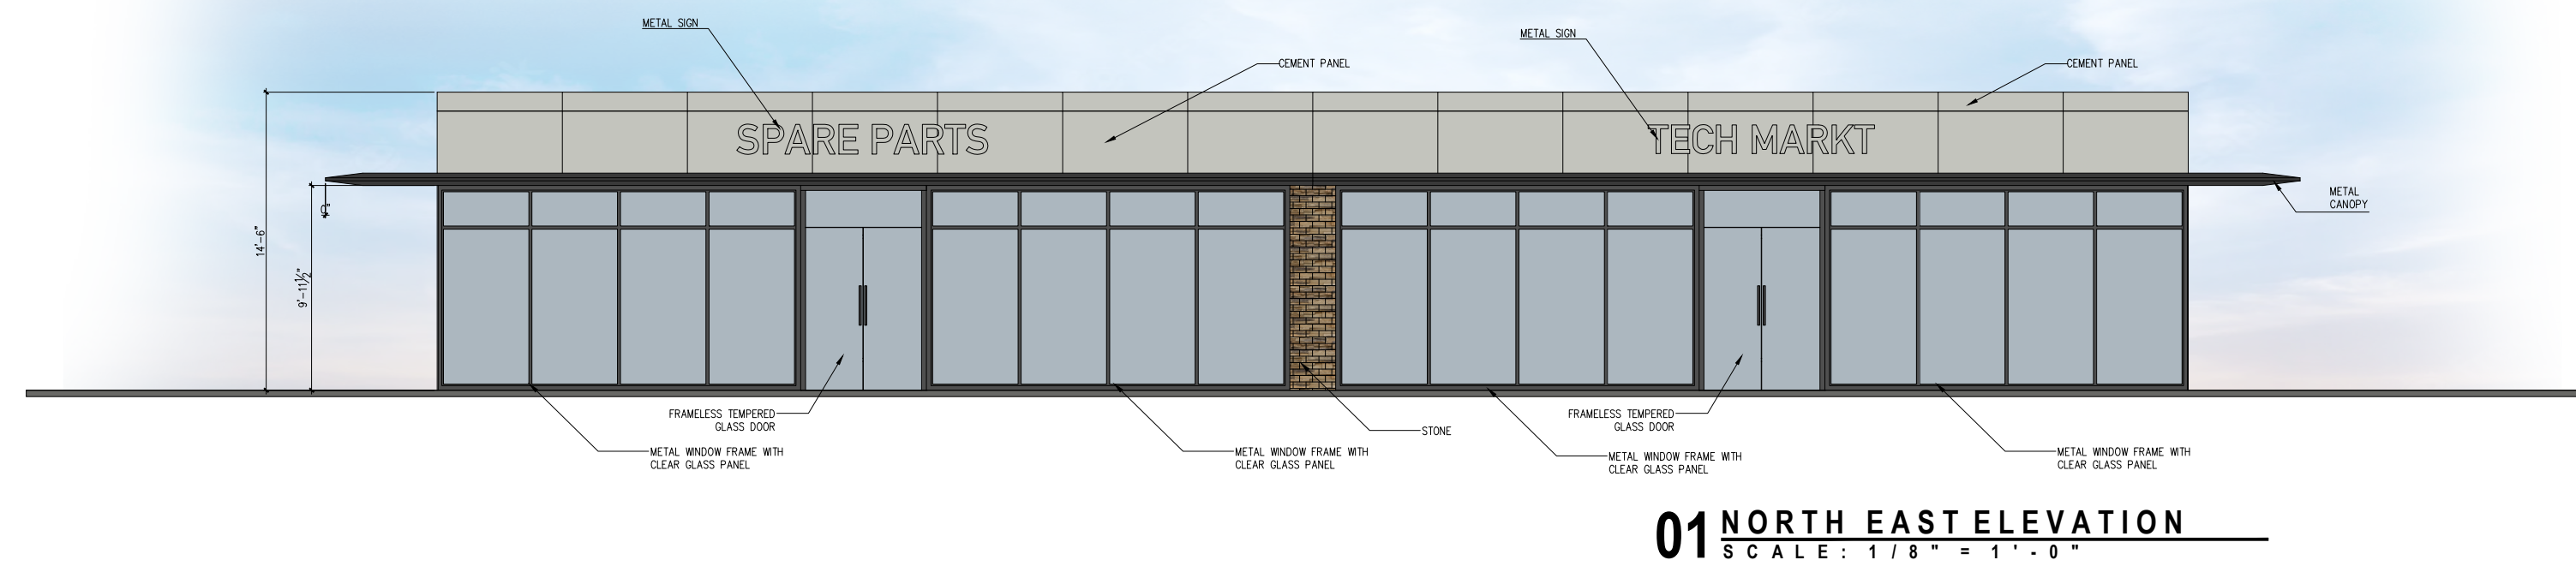 METAL SIGN
METAL SIGN
CEMENT PANEL
CEMENT PANEL
SPARE PARTS
TECH MARKT
METAL
CANOPY
0"
14'-6"
9'-11½"
FRAMELESS TEMPERED
GLASS DOOR
FRAMELESS TEMPERED
GLASS DOOR
STONE
METAL WINDOW FRAME WITH
CLEAR GLASS PANEL
METAL WINDOW FRAME WITH
CLEAR GLASS PANEL
METAL WINDOW FRAME WITH
CLEAR GLASS PANEL
METAL WINDOW FRAME WITH
CLEAR GLASS PANEL
01 NORTH EAST ELEVATION
SCALE: 1/8" = 1'-0"